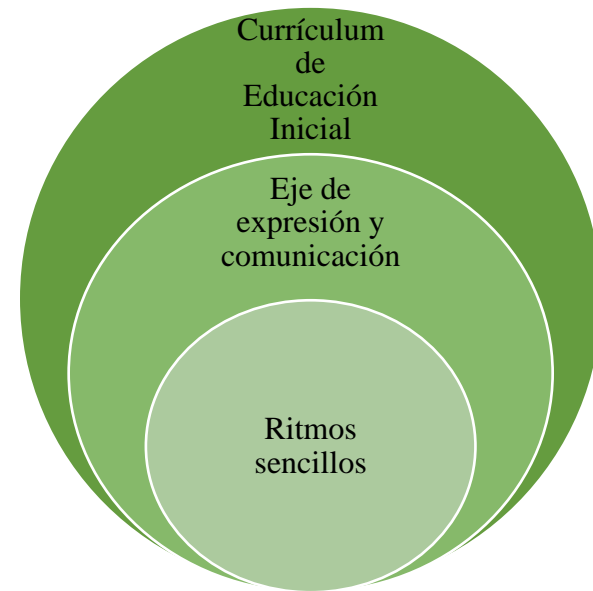 Currículum
de
Educación
Inicial
Eje de
expresión y
comunicación
Ritmos
sencillos